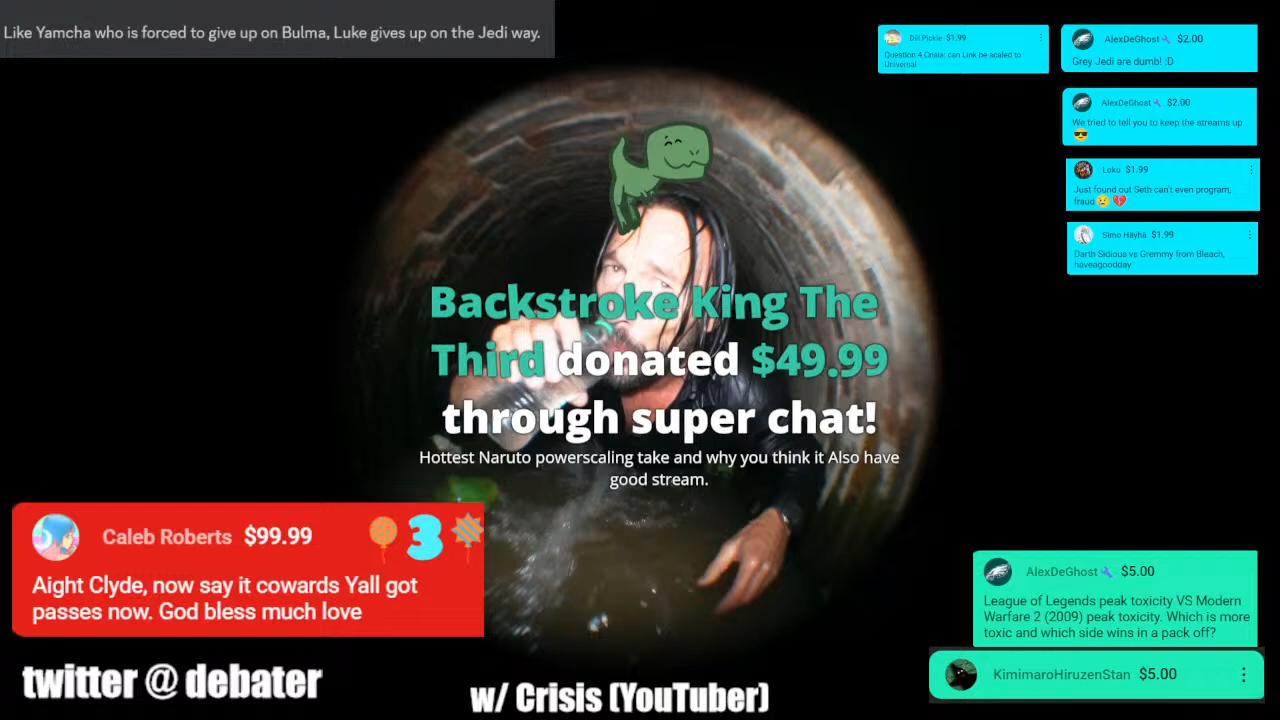 Like Yamcha who is forced to give up on Bulma, Luke gives up on the Jedi way.
Dill Pickle $1.99
Question 4 Crisis: can Link be scaled to
Universal
AlexDeGhost $2.00
Grey Jedi are dumb! :D
AlexDeGhost $2.00
We tried to tell you to keep the streams up
😎
Loko $1.99
Just found out Seth can't even program,
fraud 😢 💔
Simo Häyhä $1.99
Darth Sidious vs Gremmy from Bleach,
haveagoodday
Backstroke King The
Third donated $49.99
through super chat!
Hottest Naruto powerscaling take and why you think it Also have
good stream.
Caleb Roberts $99.99
3
Aight Clyde, now say it cowards Yall got
passes now. God bless much love
AlexDeGhost $5.00
League of Legends peak toxicity VS Modern
Warfare 2 (2009) peak toxicity. Which is more
toxic and which side wins in a pack off?
KimimaroHiruzenStan $5.00
twitter @ debater
w/ Crisis (YouTuber)